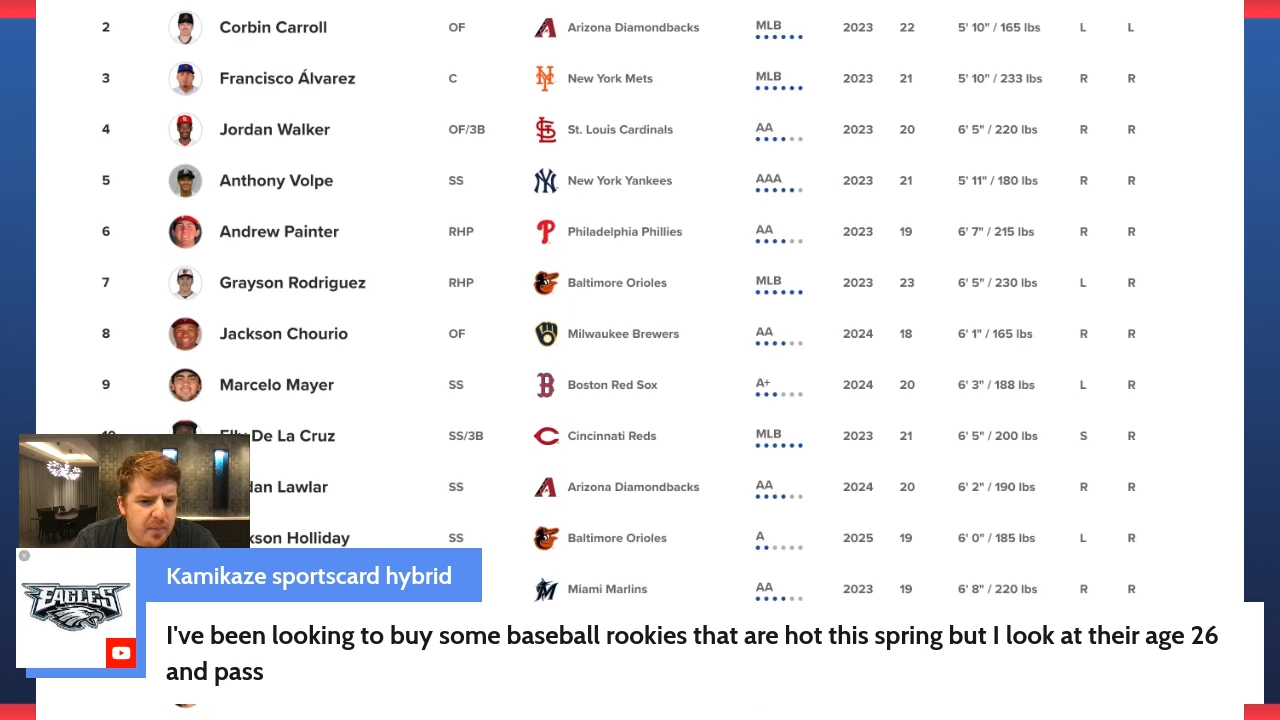 2 Corbin Carroll OF Arizona Diamondbacks MLB 2023 22 5' 10" / 165 lbs L L
3 Francisco Álvarez C New York Mets MLB 2023 21 5' 10" / 233 lbs R R
4 Jordan Walker OF/3B St. Louis Cardinals AA 2023 20 6' 5" / 220 lbs R R
5 Anthony Volpe SS New York Yankees AAA 2023 21 5' 11" / 180 lbs R R
6 Andrew Painter RHP Philadelphia Phillies AA 2023 19 6' 7" / 215 lbs R R
7 Grayson Rodriguez RHP Baltimore Orioles MLB 2023 23 6' 5" / 230 lbs L R
8 Jackson Chourio OF Milwaukee Brewers AA 2024 18 6' 1" / 165 lbs R R
9 Marcelo Mayer SS Boston Red Sox A+ 2024 20 6' 3" / 188 lbs L R
De La Cruz SS/3B Cincinnati Reds MLB 2023 21 6' 5" / 200 lbs S R
Lawlar SS Arizona Diamondbacks AA 2024 20 6' 2" / 190 lbs R R
Holliday SS Baltimore Orioles A 2025 19 6' 0" / 185 lbs L R
Miami Marlins AA 2023 19 6' 8" / 220 lbs R R
EAGLES
Kamikaze sportscard hybrid
I've been looking to buy some baseball rookies that are hot this spring but I look at their age 26
and pass